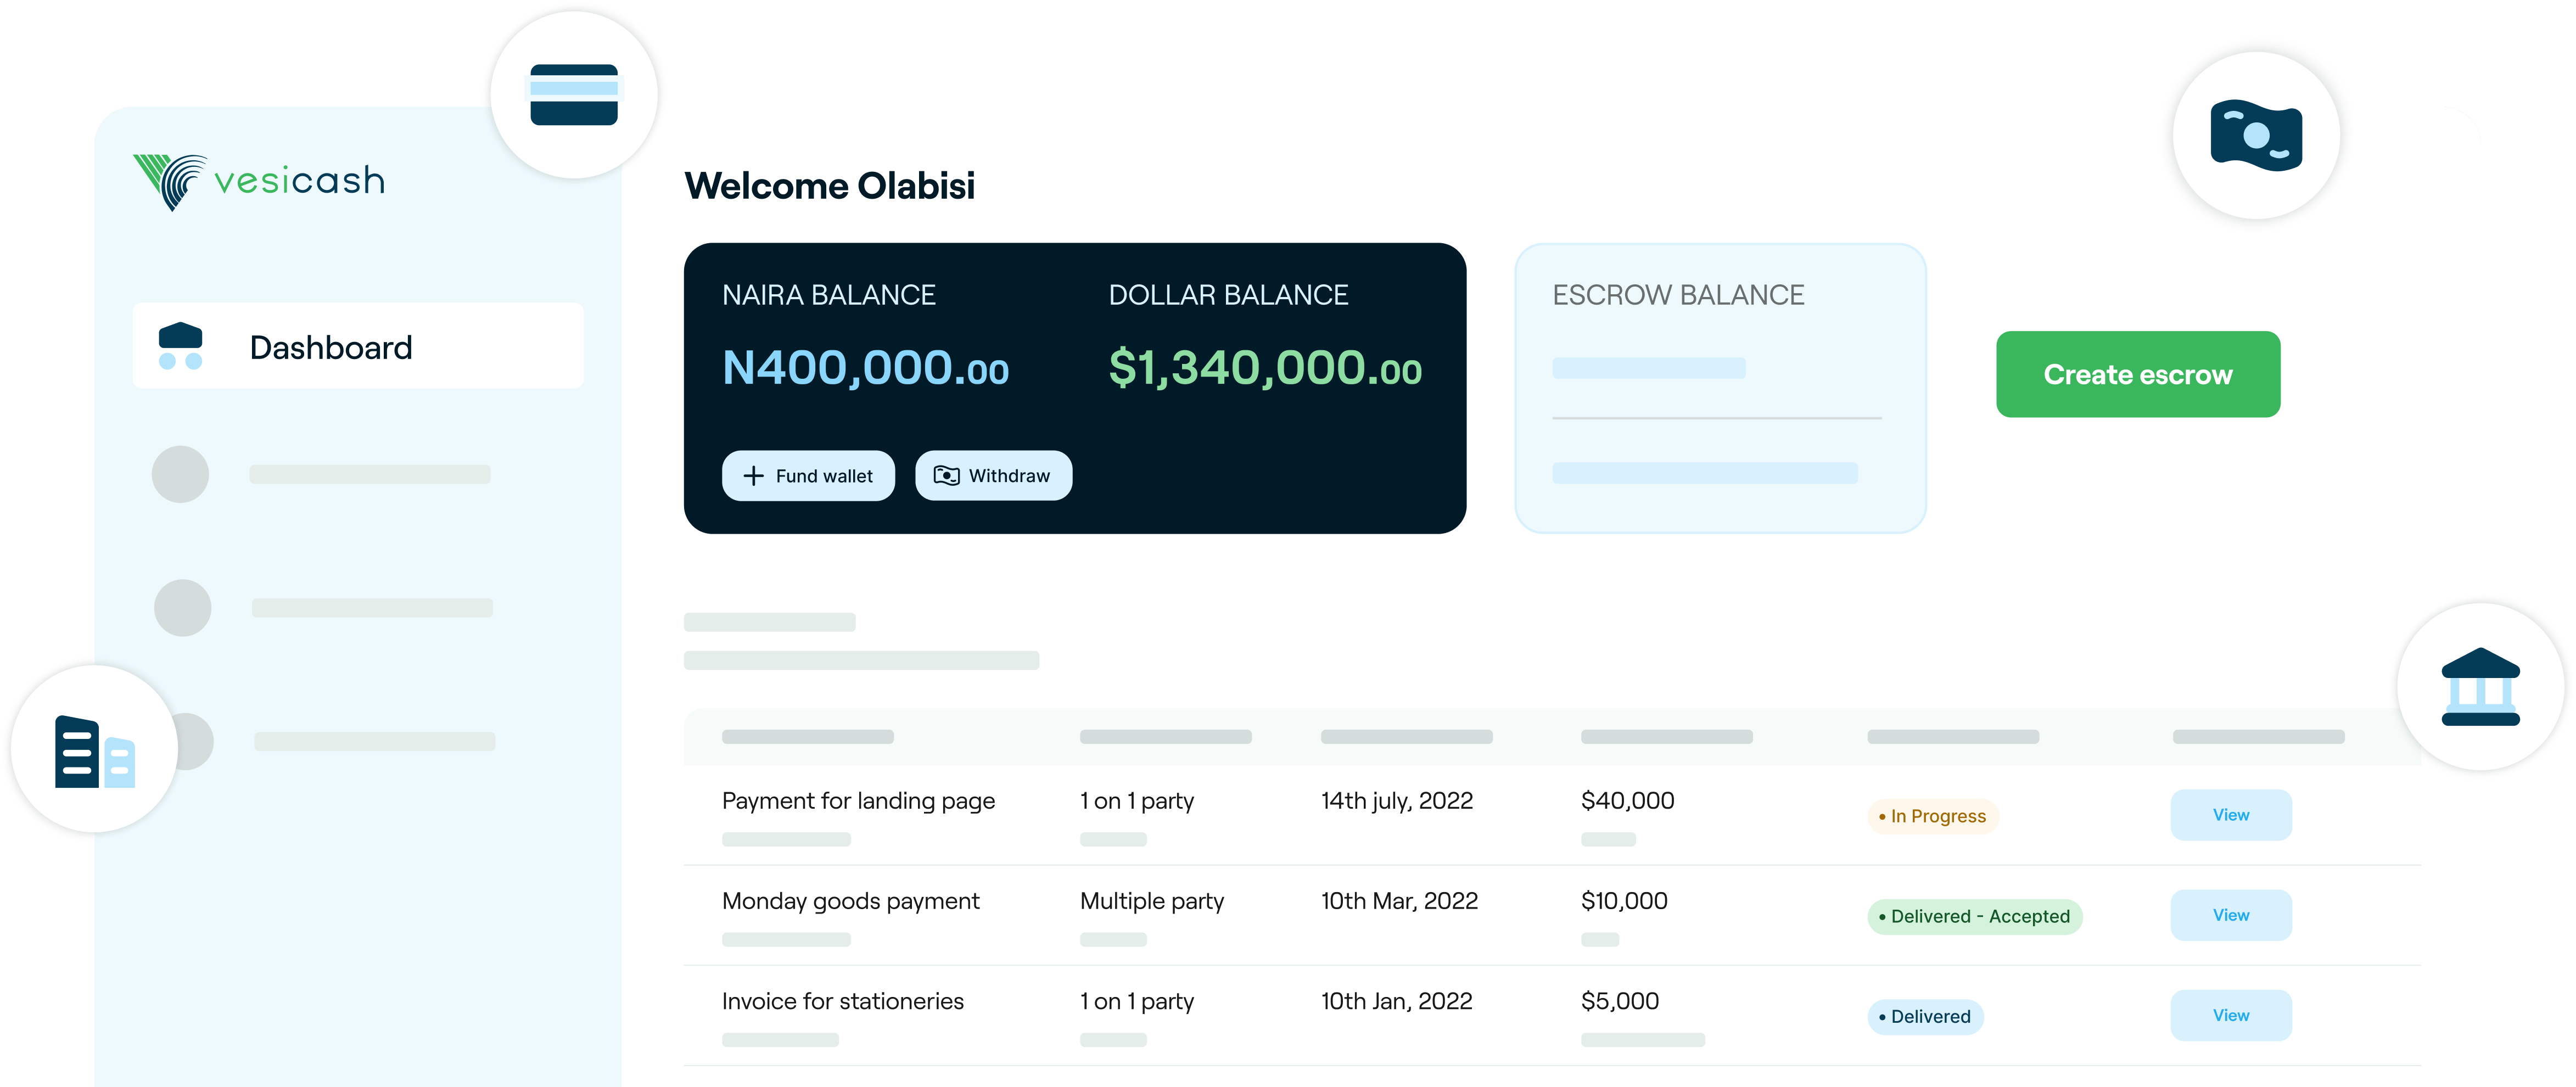 vesicash
Dashboard
Welcome Olabisi
NAIRA BALANCE
N400,000.00
DOLLAR BALANCE
$1,340,000.00
Fund wallet
Withdraw
ESCROW BALANCE
Create escrow
Payment for landing page 1 on 1 party 14th july, 2022 $40,000 • In Progress View
Monday goods payment Multiple party 10th Mar, 2022 $10,000 • Delivered - Accepted View
Invoice for stationeries 1 on 1 party 10th Jan, 2022 $5,000 • Delivered View